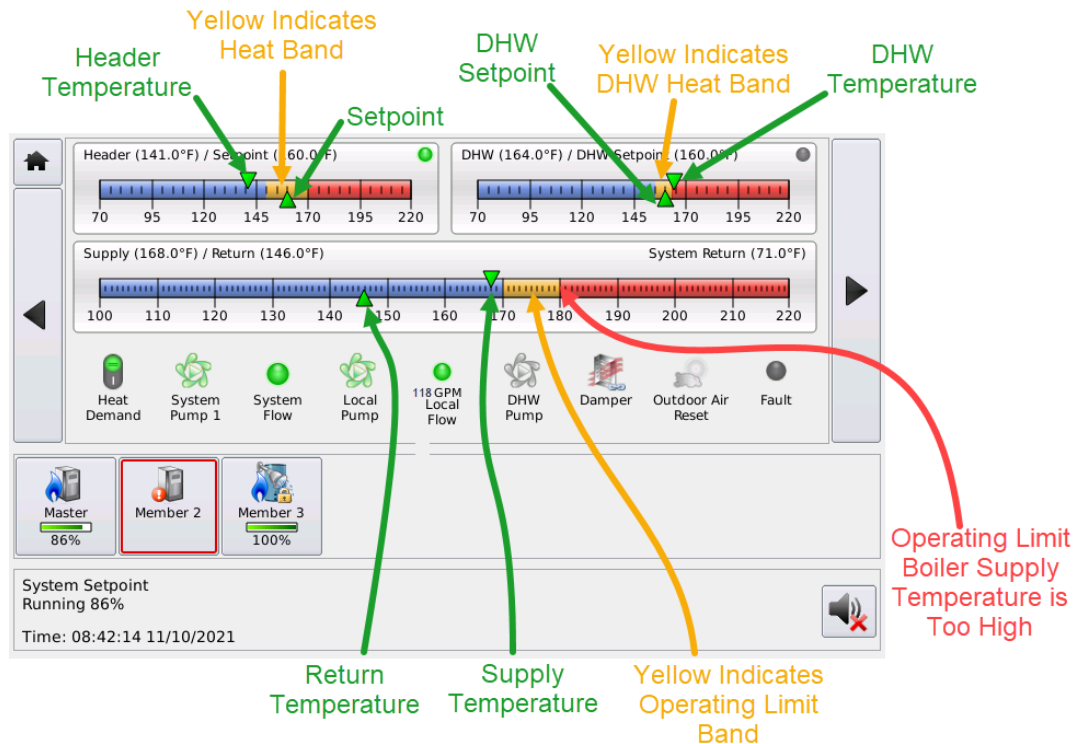 Yellow Indicates
Heat Band
Header
Temperature
Setpoint
DHW
Setpoint
Yellow Indicates
DHW Heat Band
DHW
Temperature
Header (141.0°F) / Setpoint (160.0°F)
70 95 120 145 170 195 220
DHW (164.0°F) / DHW Setpoint (160.0°F)
70 95 120 145 170 195 220
Supply (168.0°F) / Return (146.0°F) System Return (71.0°F)
100 110 120 130 140 150 160 170 180 190 200 210 220
Heat
Demand
System
Pump 1
System
Flow
Local
Pump
118 GPM
Local
Flow
DHW
Pump
Damper
Outdoor Air
Reset
Fault
Master
86%
Member 2
Member 3
100%
System Setpoint
Running 86%
Time: 08:42:14 11/10/2021
Operating Limit
Boiler Supply
Temperature is
Too High
Return
Temperature
Supply
Temperature
Yellow Indicates
Operating Limit
Band